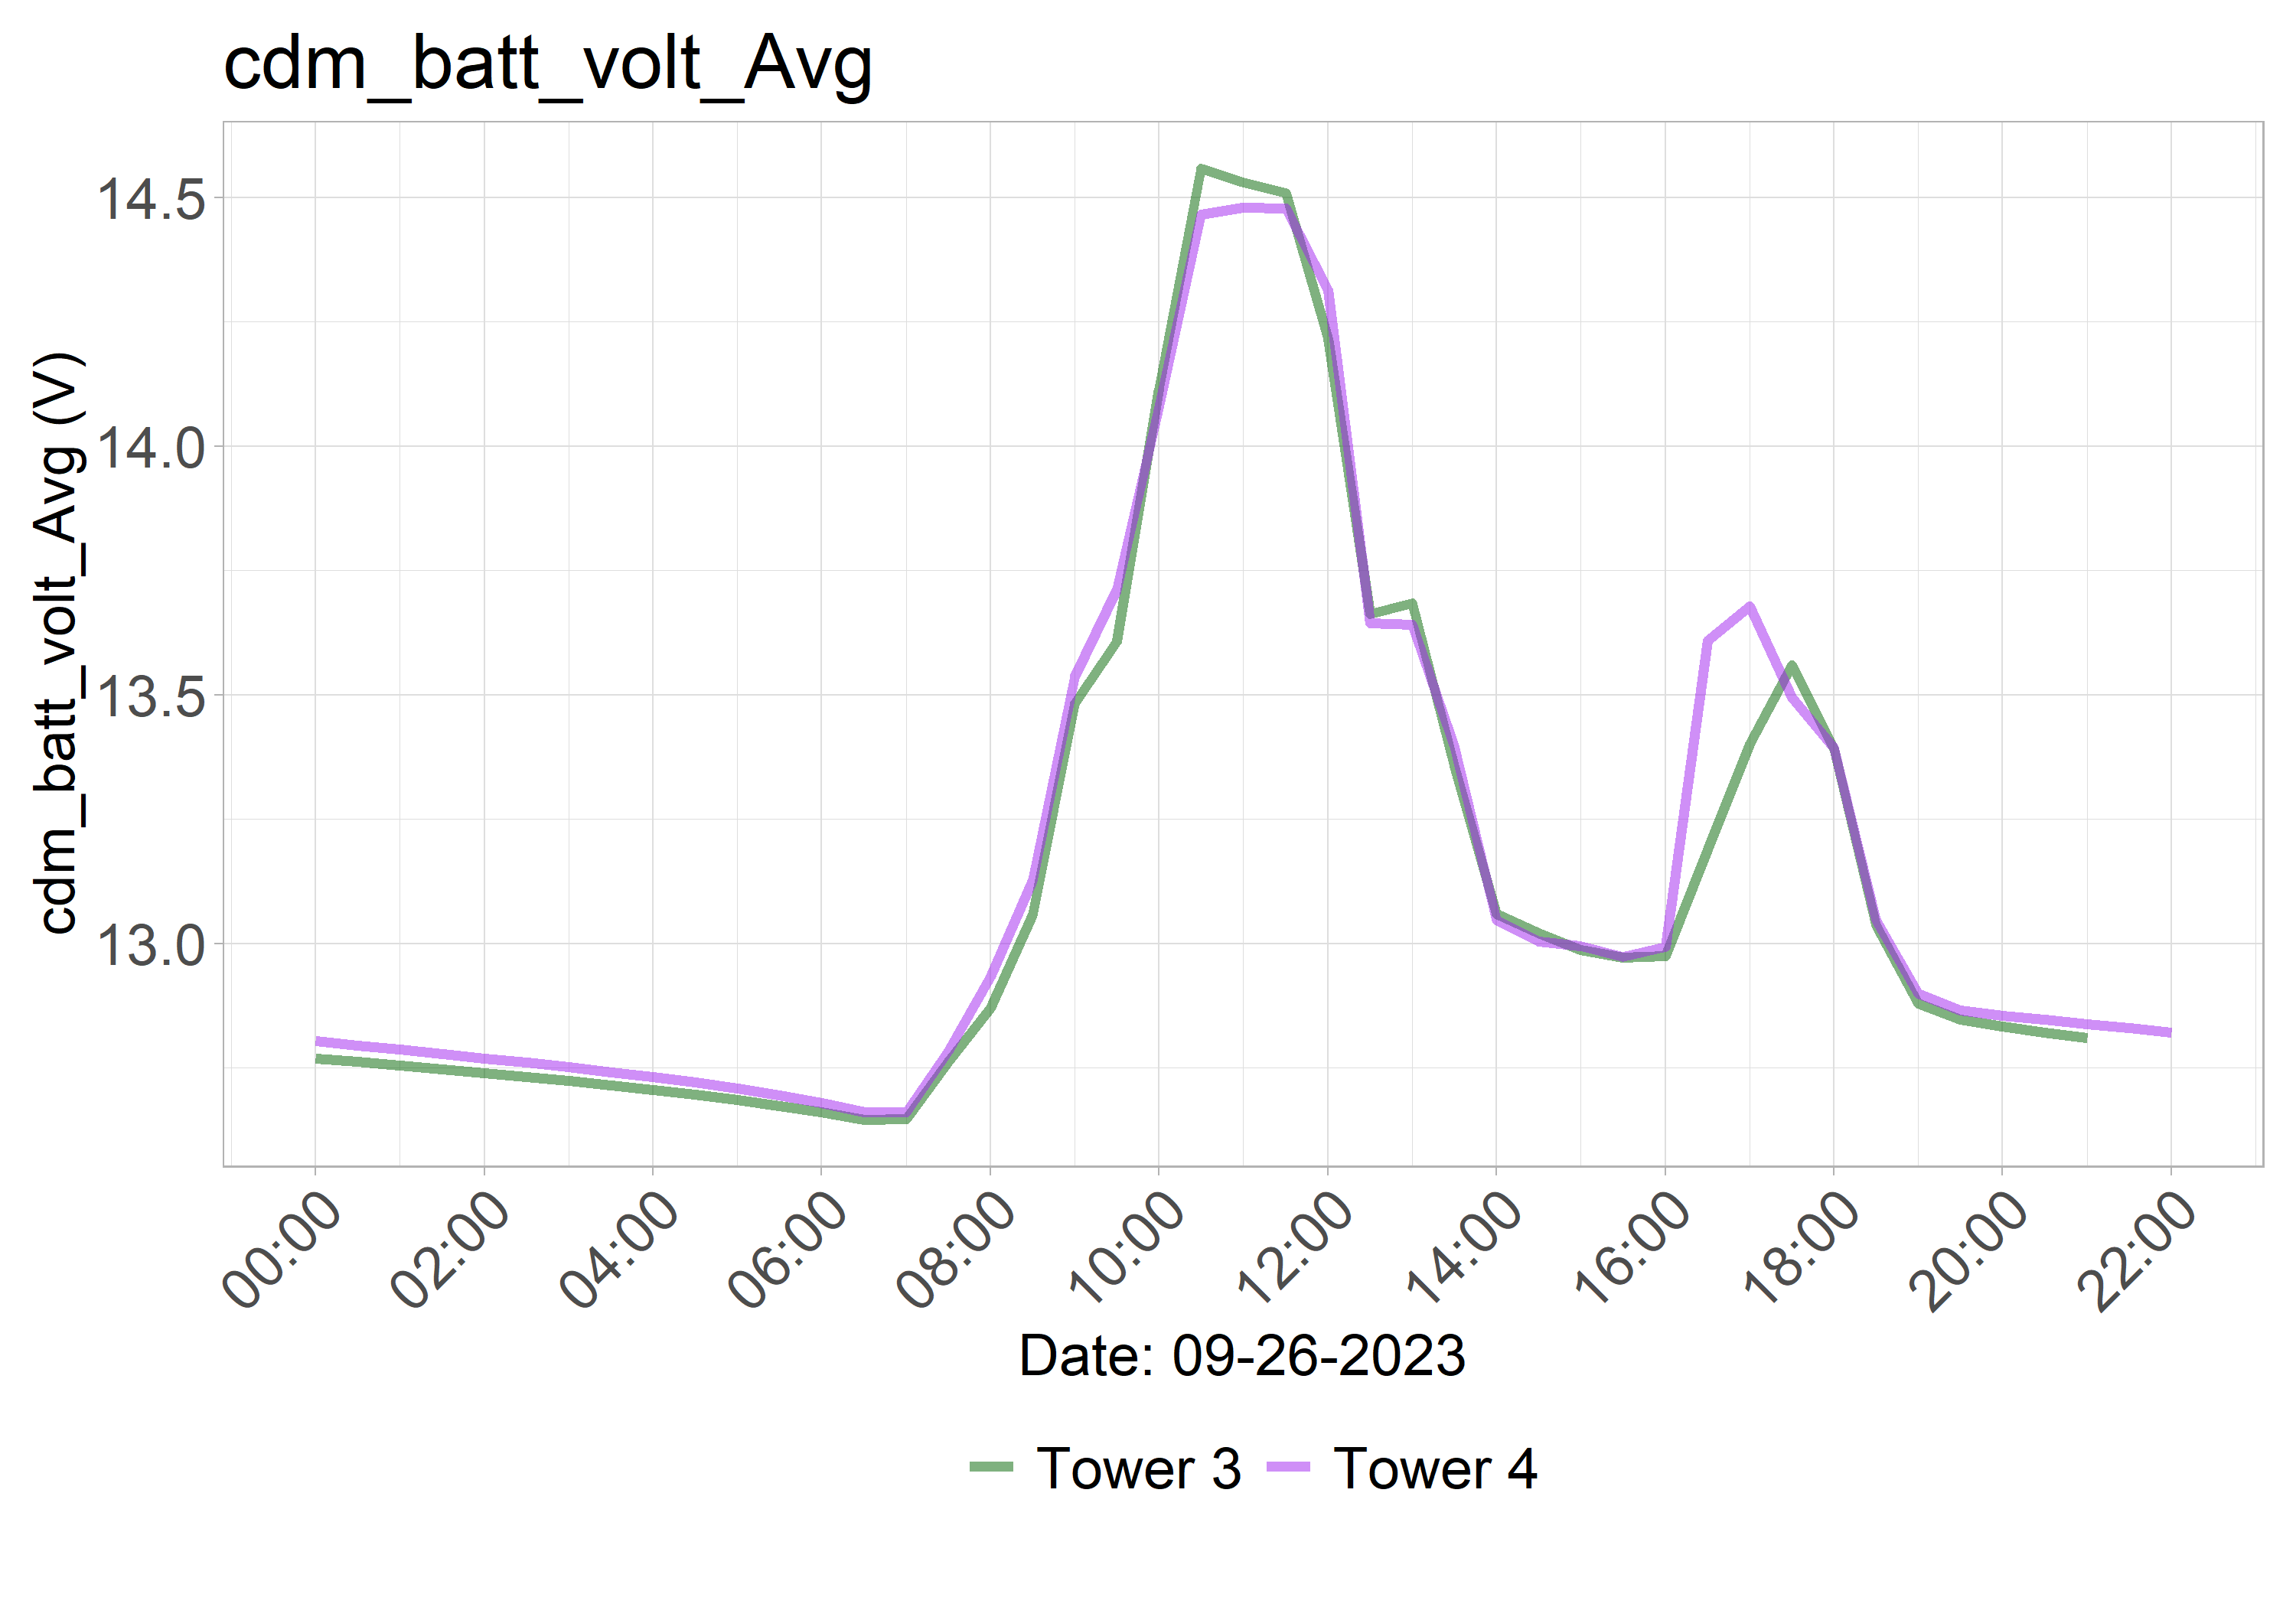 cdm_batt_volt_Avg
cdm_batt_volt_Avg (V)
14.5
14.0
13.5
13.0
00:00 02:00 04:00 06:00 08:00 10:00 12:00 14:00 16:00 18:00 20:00 22:00
Date: 09-26-2023
Tower 3 Tower 4